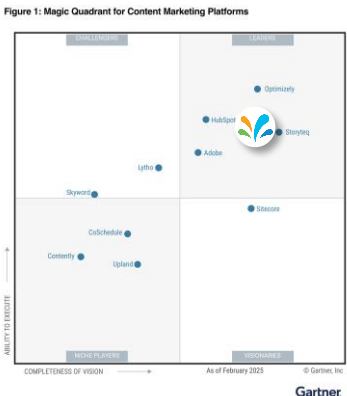 Figure 1: Magic Quadrant for Content Marketing Platforms
CHALLENGERS
LEADERS
Optimizely
HubSpot
Storyteq
Adobe
Lytho
Skyword
Sitecore
CoSchedule
Contently
Upland
ABILITY TO EXECUTE
NICHE PLAYERS
VISIONARIES
COMPLETENESS OF VISION
As of February 2025
© Gartner, Inc
Gartner